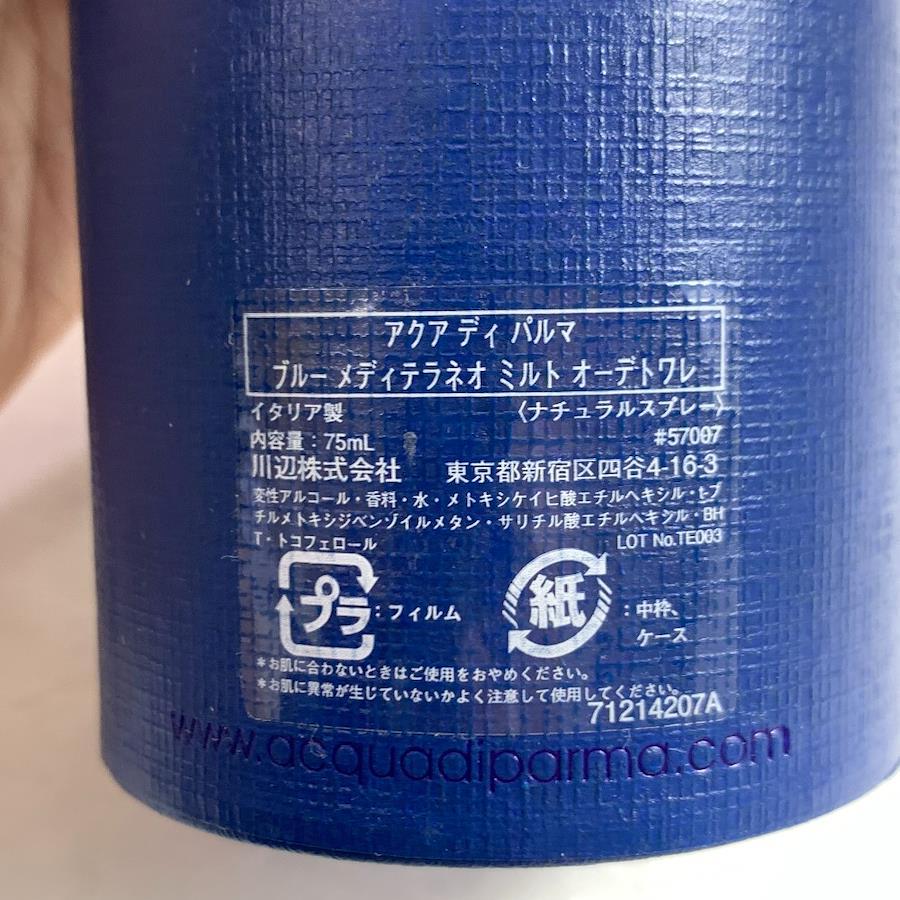 アクア ディ パルマ
ブルー メディテラネオ ミルト オーデトワレ
イタリア製 〈ナチュラルスプレー〉
内容量：75mL #57007
川辺株式会社 東京都新宿区四谷4-16-3
変性アルコール・香料・水・メトキシケイヒ酸エチルヘキシル・t-ブ
チルメトキシジベンゾイルメタン・サリチル酸エチルヘキシル・BH
T・トコフェロール LOT No.TE003
プラ：フィルム 紙：中枠、
ケース
＊お肌に合わないときはご使用をおやめください。
＊お肌に異常が生じていないかよく注意して使用してください。
71214207A
www.acquadiparma.com